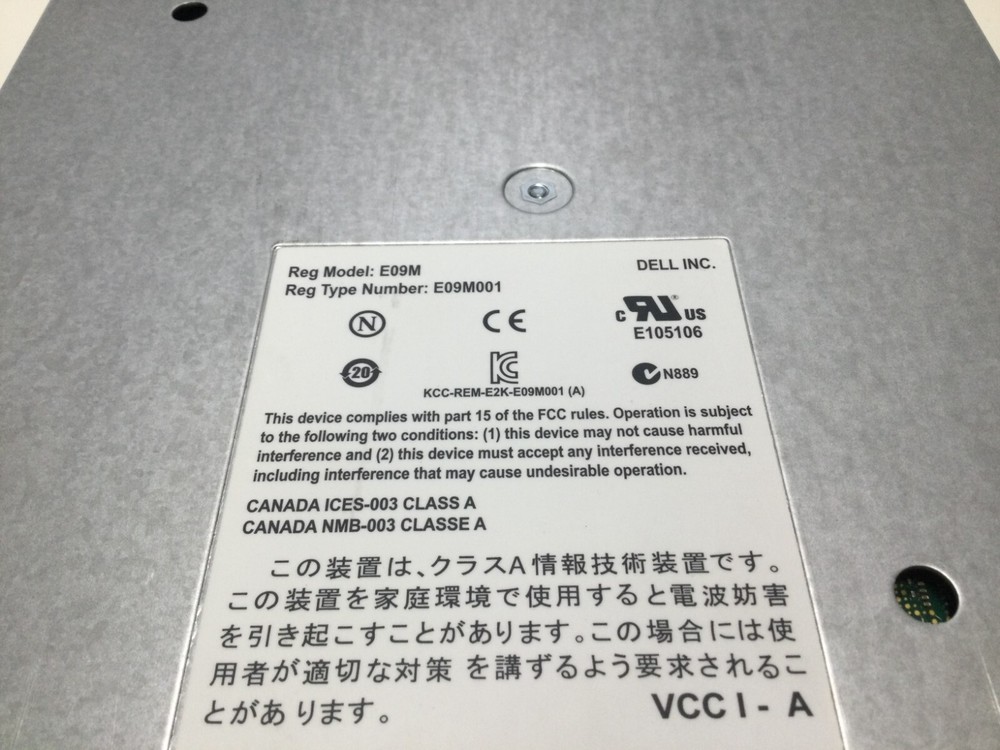 Reg Model: E09M
DELL INC.
Reg Type Number: E09M001
N
CE
C RU ® US
E105106
20
KC
N889
KCC-REM-E2K-E09M001 (A)
This device complies with part 15 of the FCC rules. Operation is subject
to the following two conditions: (1) this device may not cause harmful
interference and (2) this device must accept any interference received,
including interference that may cause undesirable operation.
CANADA ICES-003 CLASS A
CANADA NMB-003 CLASSE A
この装置は、クラスA情報技術装置です。
この装置を家庭環境で使用すると電波妨害
を引き起こすことがあります。この場合には使
用者が適切な対策 を講ずるよう要求されるこ
とがあ ります。
VCC I - A